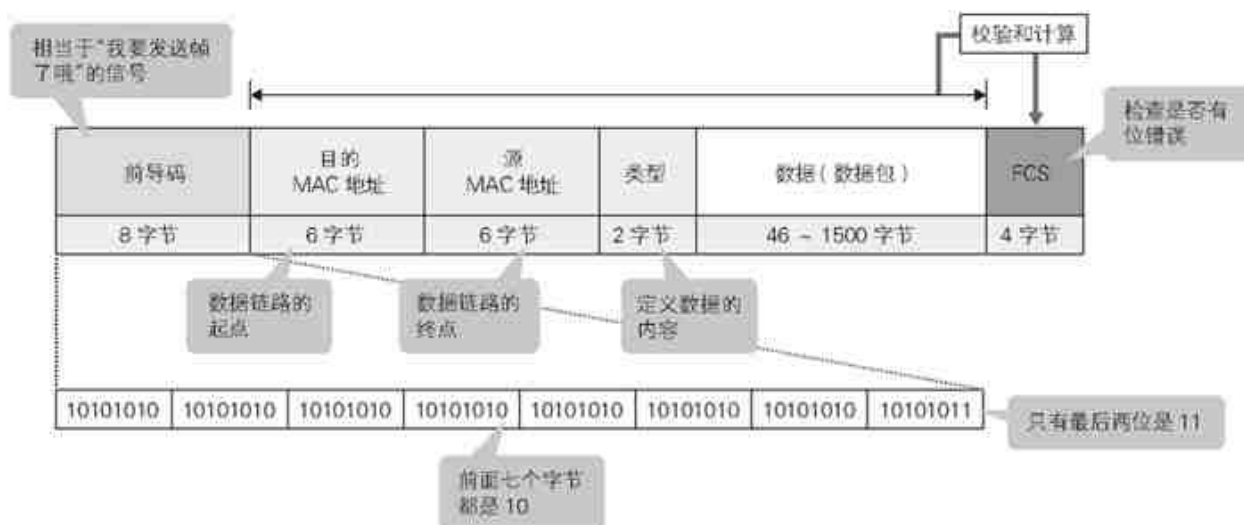 相当于“我要发送帧
了哦”的信号
校验和计算
检查是否有
位错误
前导码
目的
MAC 地址
源
MAC 地址
类型
数据（数据包）
FCS
8 字节
6 字节
6 字节
2 字节
46 ~ 1500 字节
4 字节
数据链路的
起点
数据链路的
终点
定义数据的
内容
10101010
10101010
10101010
10101010
10101010
10101010
10101010
10101011
只有最后两位是 11
前面七个字节
都是 10